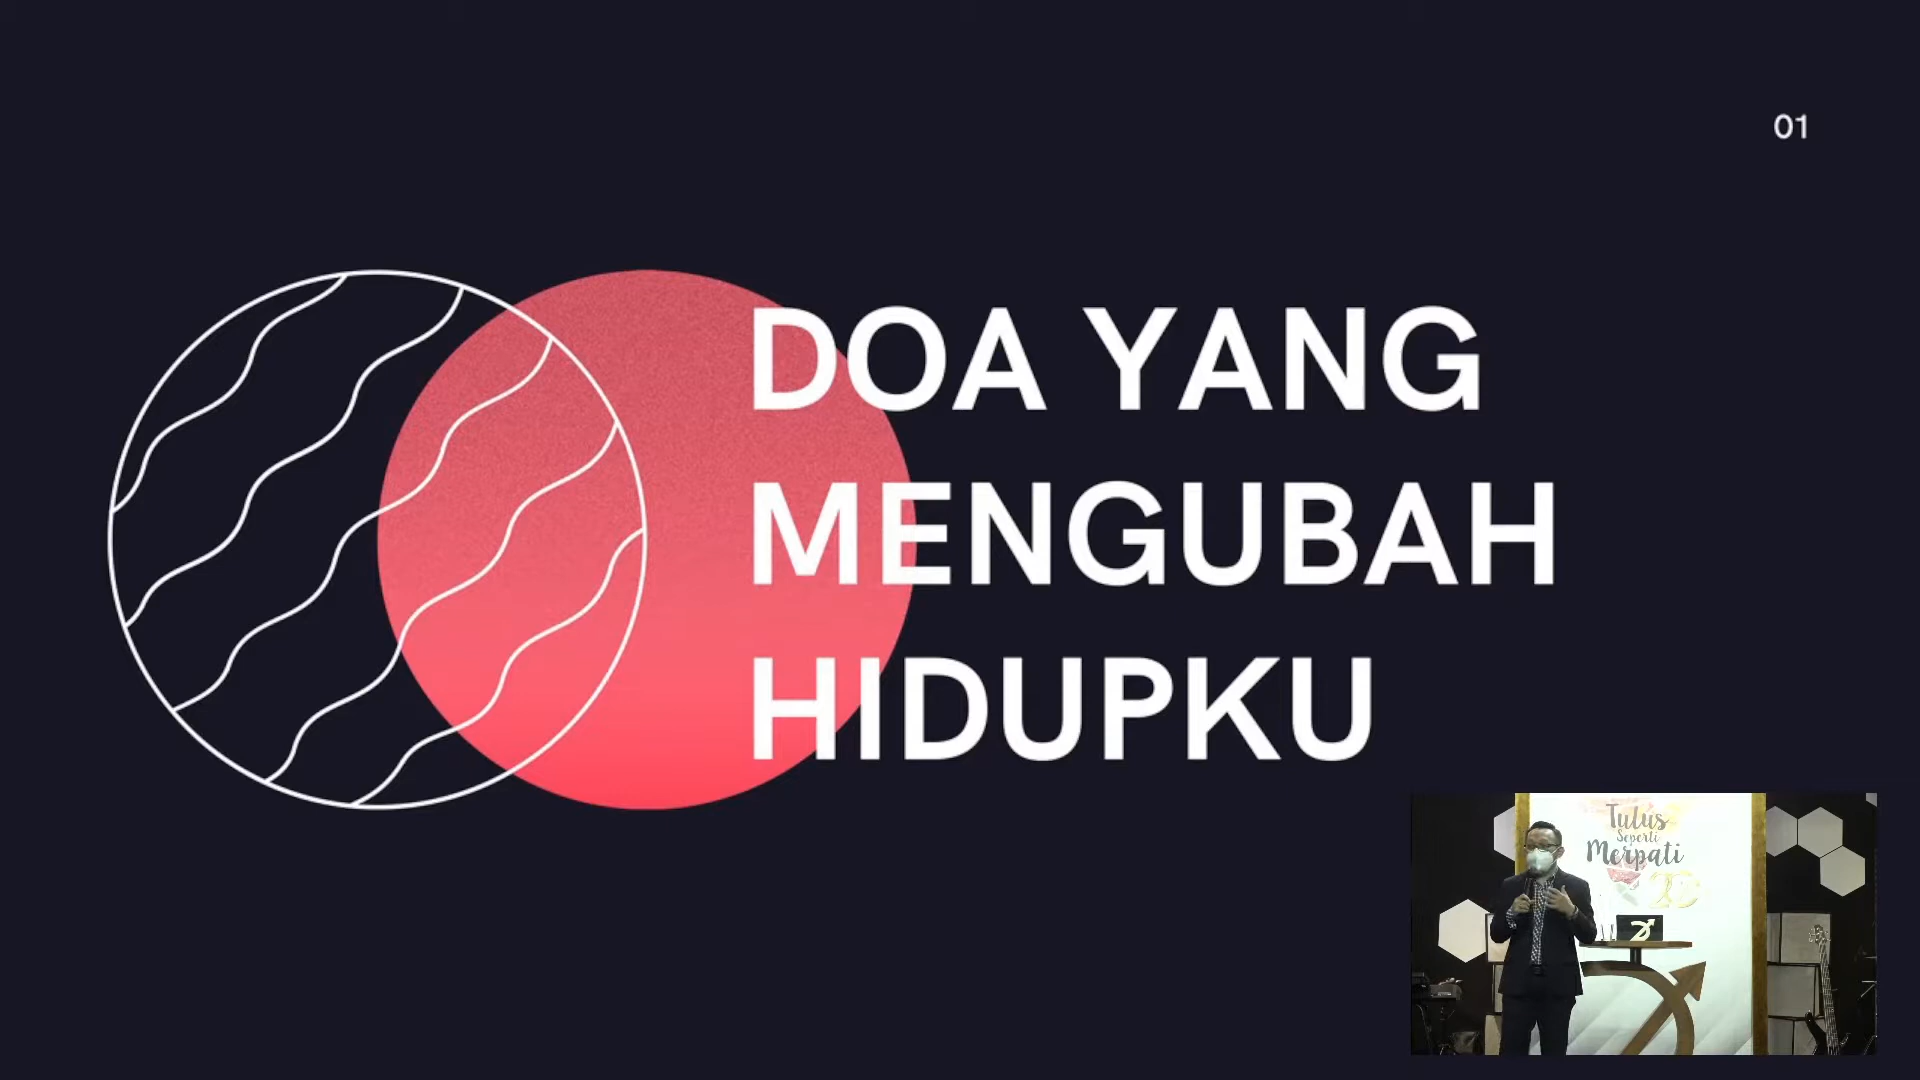 01
DOA YANG
MENGUBAH
HIDUPKU
Tulus
Seperti
Merpati